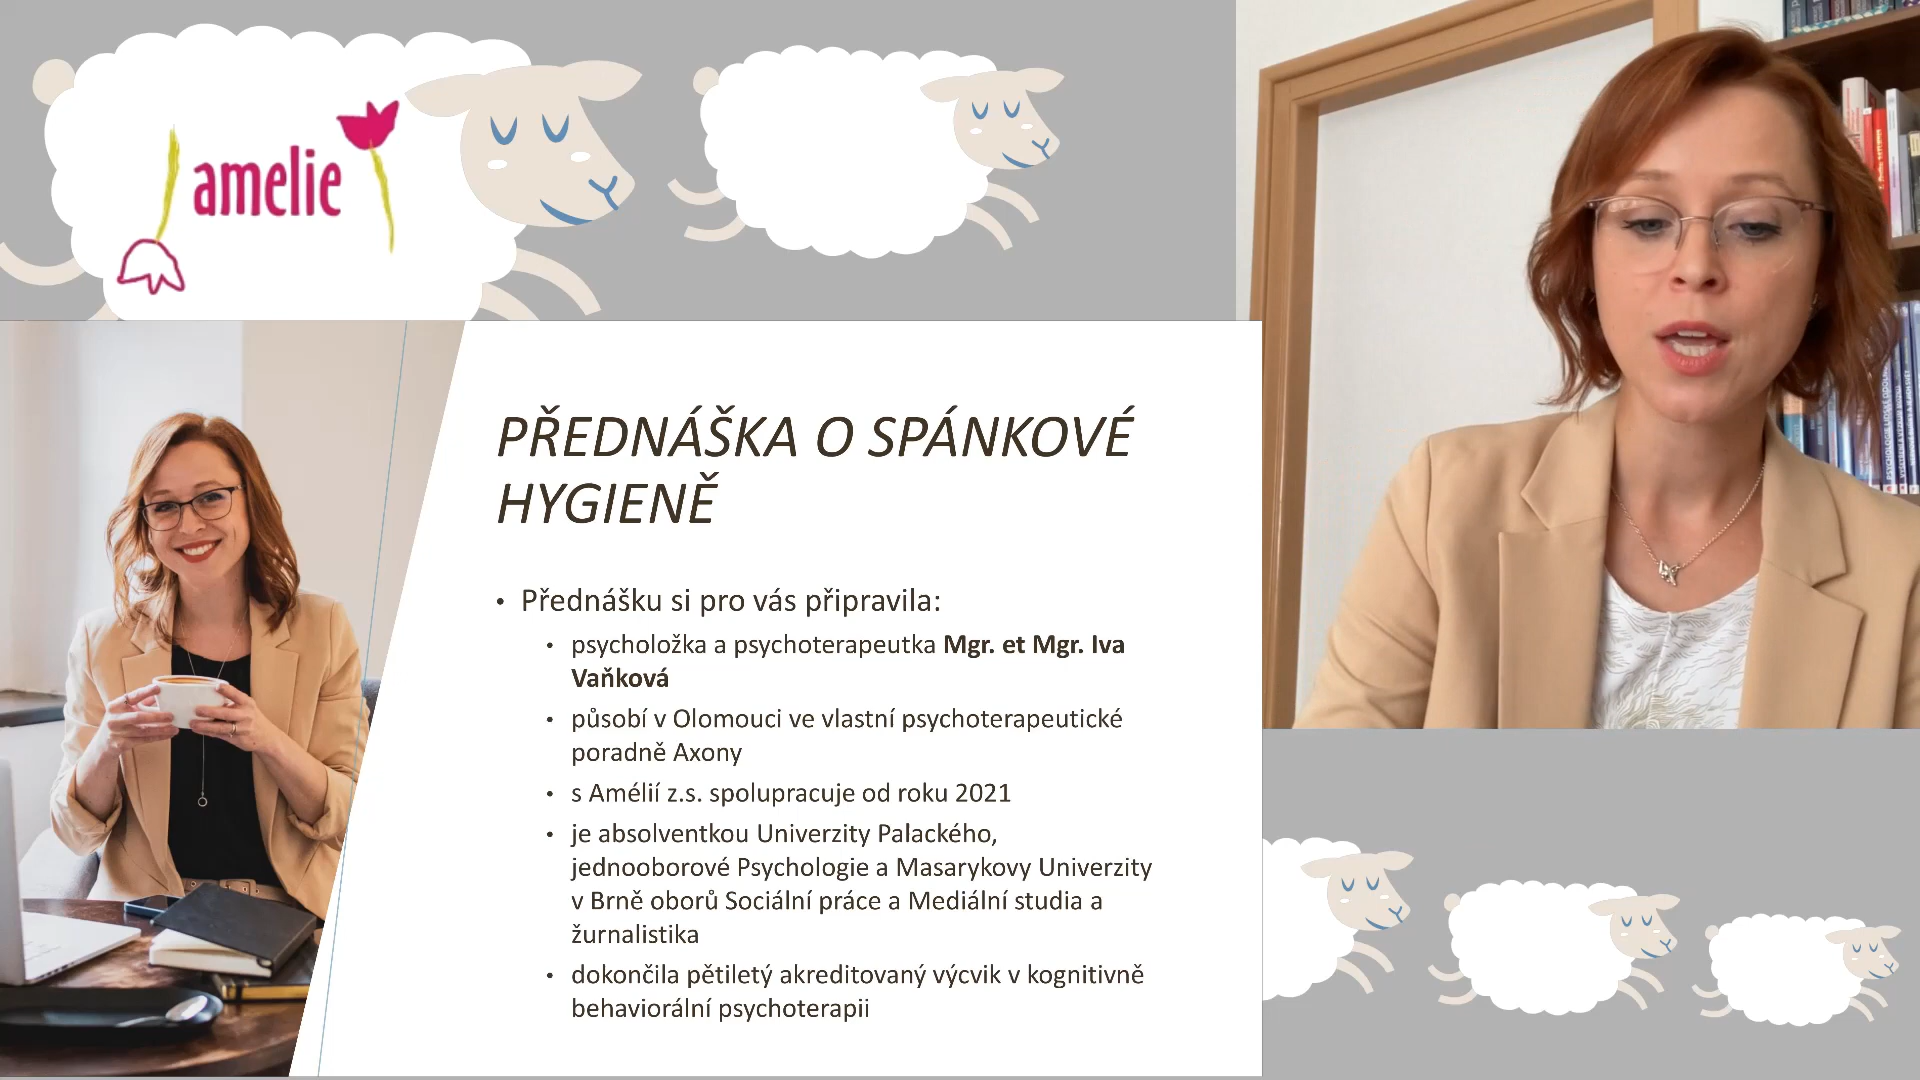 amelie
PŘEDNÁŠKA O SPÁNKOVÉ
HYGIENĚ
• Přednášku si pro vás připravila:
• psycholožka a psychoterapeutka Mgr. et Mgr. Iva
Vaňková
• působí v Olomouci ve vlastní psychoterapeutické
poradně Axony
• s Amélií z.s. spolupracuje od roku 2021
• je absolventkou Univerzity Palackého,
jednooborové Psychologie a Masarykovy Univerzity
v Brně oborů Sociální práce a Mediální studia a
žurnalistika
• dokončila pětiletý akreditovaný výcvik v kognitivně
behaviorální psychoterapii